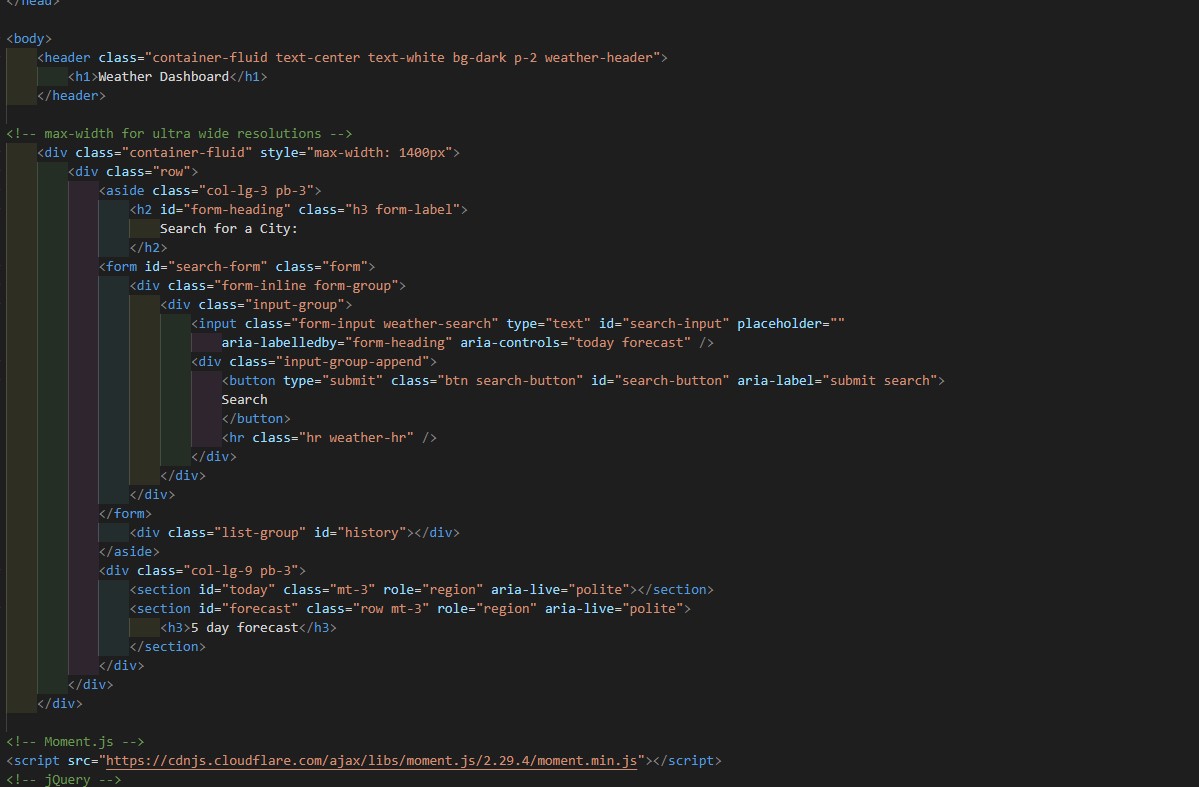 </head>
<body>
<header class="container-fluid text-center text-white bg-dark p-2 weather-header">
<h1>Weather Dashboard</h1>
</header>
<!-- max-width for ultra wide resolutions -->
<div class="container-fluid" style="max-width: 1400px">
<div class="row">
<aside class="col-lg-3 pb-3">
<h2 id="form-heading" class="h3 form-label">
Search for a City:
</h2>
<form id="search-form" class="form">
<div class="form-inline form-group">
<div class="input-group">
<input class="form-input weather-search" type="text" id="search-input" placeholder=""
aria-labelledby="form-heading" aria-controls="today forecast" />
<div class="input-group-append">
<button type="submit" class="btn search-button" id="search-button" aria-label="submit search">
Search
</button>
<hr class="hr weather-hr" />
</div>
</div>
</div>
</form>
<div class="list-group" id="history"></div>
</aside>
<div class="col-lg-9 pb-3">
<section id="today" class="mt-3" role="region" aria-live="polite"></section>
<section id="forecast" class="row mt-3" role="region" aria-live="polite">
<h3>5 day forecast</h3>
</section>
</div>
</div>
</div>
<!-- Moment.js -->
<script src="https://cdnjs.cloudflare.com/ajax/libs/moment.js/2.29.4/moment.min.js"></script>
<!-- jQuery -->